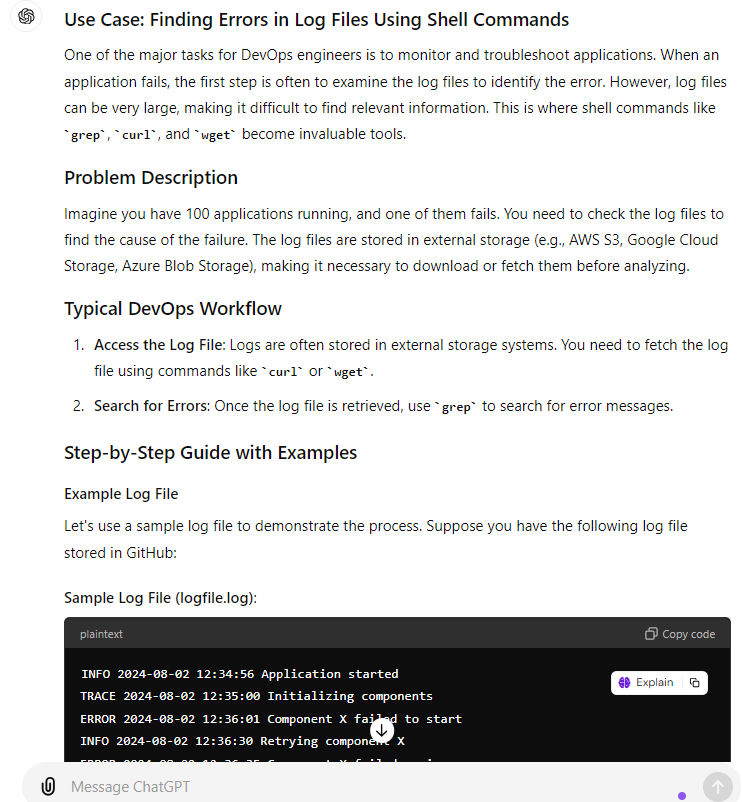 Use Case: Finding Errors in Log Files Using Shell Commands
One of the major tasks for DevOps engineers is to monitor and troubleshoot applications. When an
application fails, the first step is often to examine the log files to identify the error. However, log files
can be very large, making it difficult to find relevant information. This is where shell commands like
`grep`, `curl`, and `wget` become invaluable tools.
Problem Description
Imagine you have 100 applications running, and one of them fails. You need to check the log files to
find the cause of the failure. The log files are stored in external storage (e.g., AWS S3, Google Cloud
Storage, Azure Blob Storage), making it necessary to download or fetch them before analyzing.
Typical DevOps Workflow
1. Access the Log File: Logs are often stored in external storage systems. You need to fetch the log
file using commands like `curl` or `wget`.
2. Search for Errors: Once the log file is retrieved, use `grep` to search for error messages.
Step-by-Step Guide with Examples
Example Log File
Let's use a sample log file to demonstrate the process. Suppose you have the following log file
stored in GitHub:
Sample Log File (logfile.log):
plaintext
Copy code
INFO 2024-08-02 12:34:56 Application started
Explain
TRACE 2024-08-02 12:35:00 Initializing components
ERROR 2024-08-02 12:36:01 Component X failed to start
INFO 2024-08-02 12:36:30 Retrying component X
Message ChatGPT